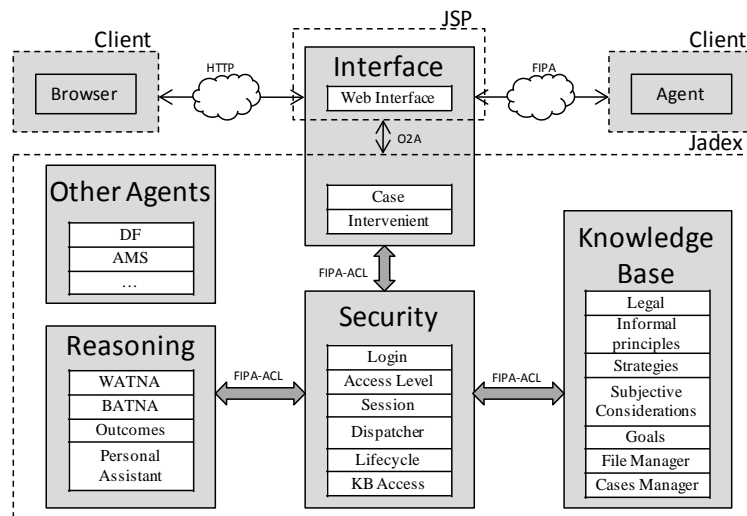 JSP
Client
Client
HTTP
Interface
FIPA
Browser
Web Interface
Agent
O2A
Jadex
Other Agents
DF
AMS
...
Case
Intervenient
FIPA-ACL
Knowledge
Base
Legal
Informal
principles
Strategies
Subjective
Considerations
Goals
File Manager
Cases Manager
Security
Login
Access Level
Session
Dispatcher
Lifecycle
KB Access
FIPA-ACL
FIPA-ACL
Reasoning
WATNA
BATNA
Outcomes
Personal
Assistant